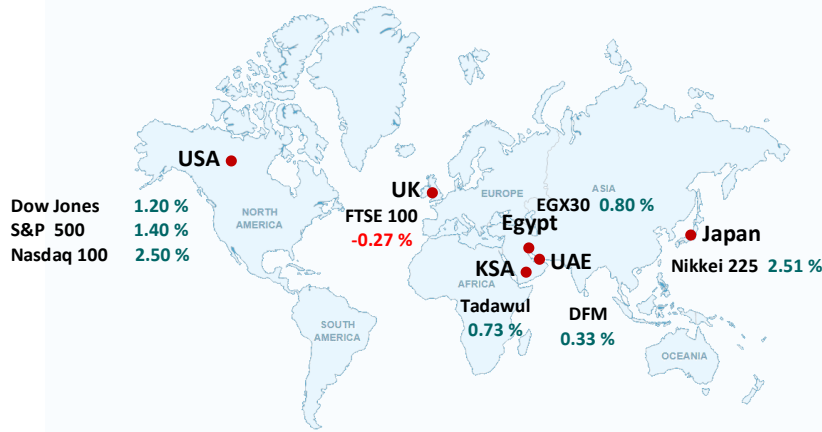 USA
Dow Jones 1.20 %
S&P 500 1.40 %
Nasdaq 100 2.50 %
NORTH
AMERICA
SOUTH
AMERICA
UK
FTSE 100
-0.27 %
EUROPE
ASIA
EGX30 0.80 %
Egypt
KSA
UAE
AFRICA
Tadawul
0.73 %
DFM
0.33 %
Japan
Nikkei 225 2.51 %
OCEANIA